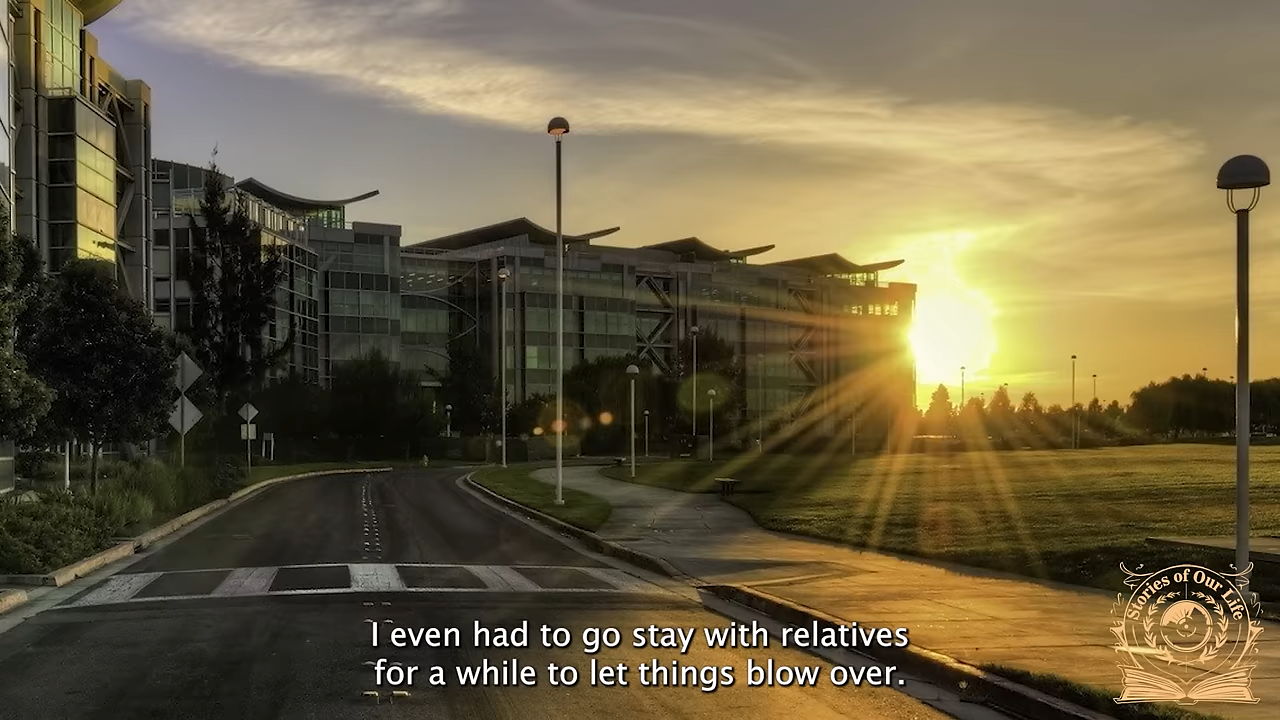 Stories of Our Life
I even had to go stay with relatives
for a while to let things blow over.